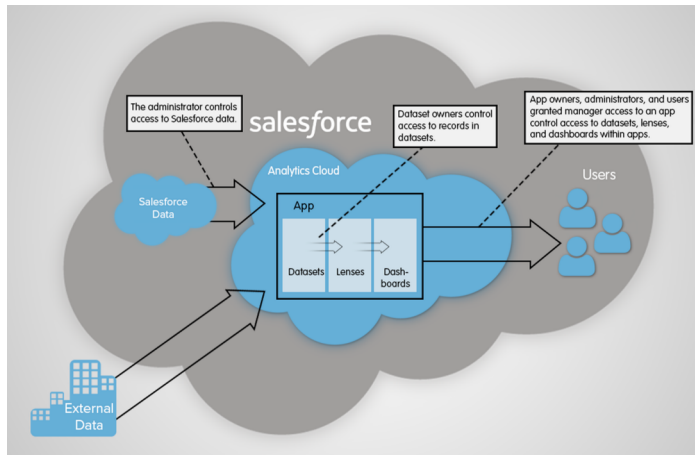 The administrator controls
access to Salesforce data.
salesforce
Dataset owners control
access to records in
datasets.
App owners, administrators, and users
granted manager access to an app
control access to datasets, lenses,
and dashboards within apps.
Analytics Cloud
Users
Salesforce
Data
App
Datasets
Lenses
Dash-
boards
External
Data